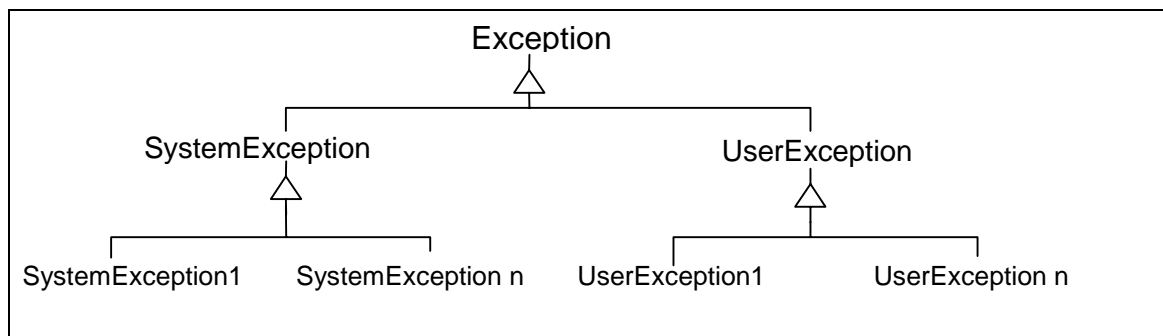 Exception
SystemException
UserException
SystemException1
SystemException n
UserException1
UserException n